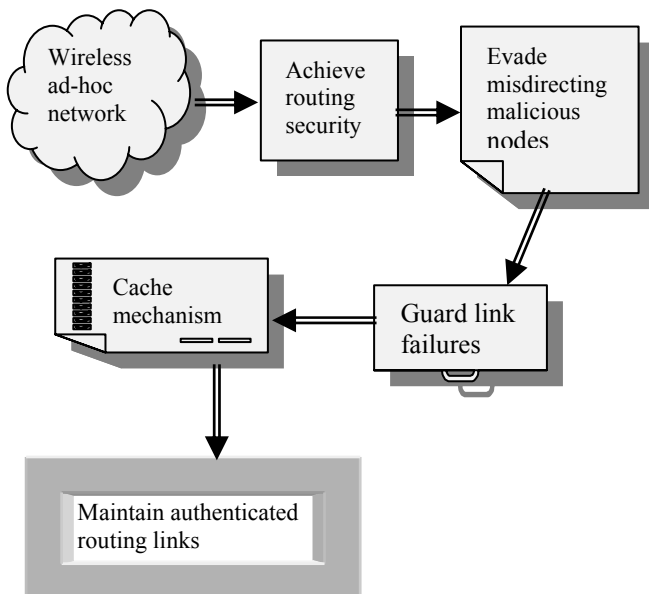 Wireless
ad-hoc
network
Achieve
routing
security
Evade
misdirecting
malicious
nodes
Guard link
failures
Cache
mechanism
Maintain authenticated
routing links